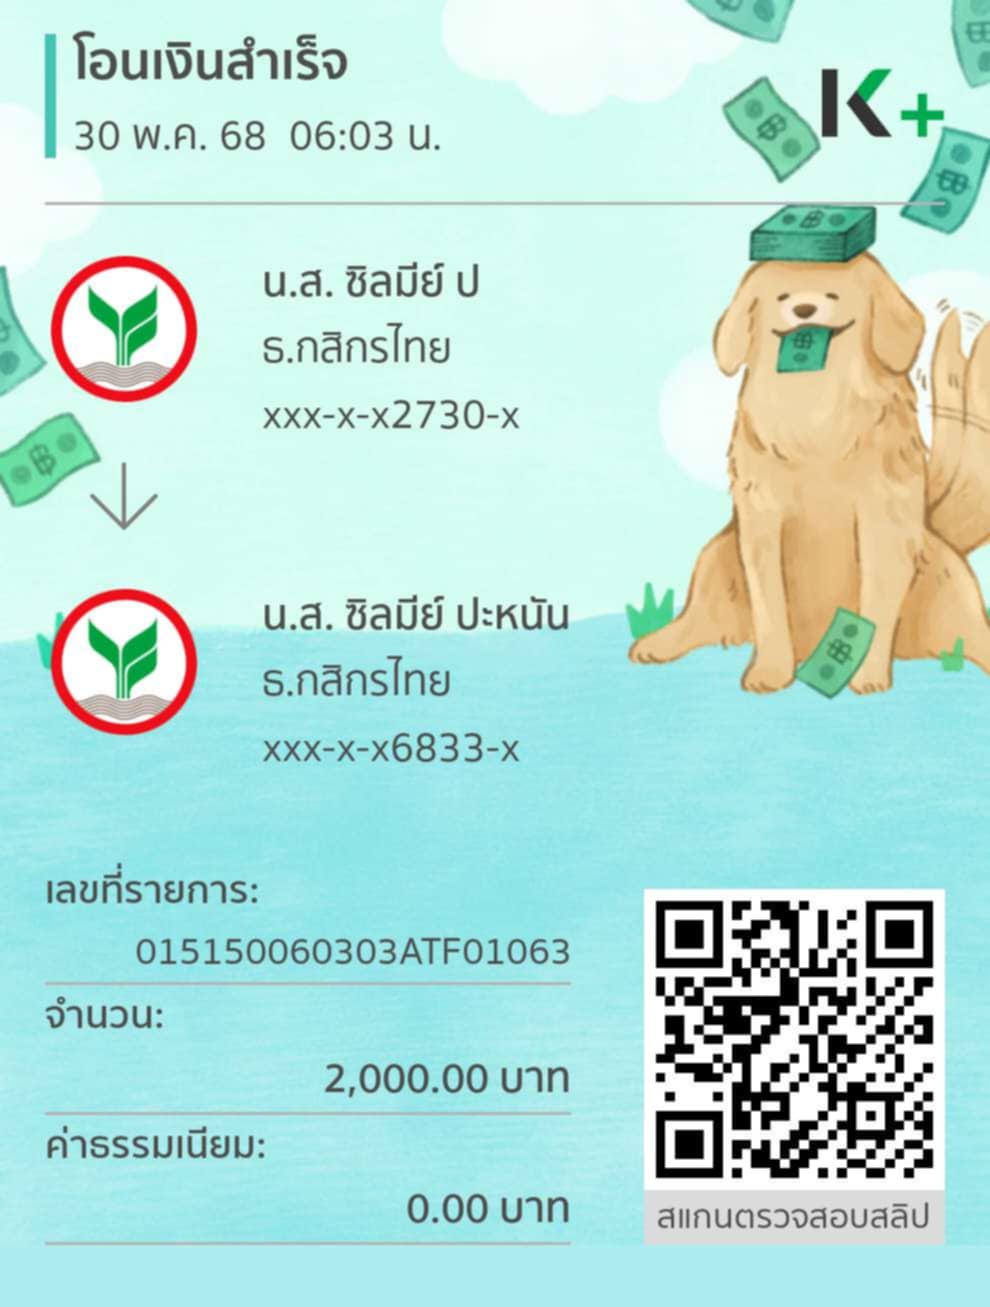 โอนเงินสำเร็จ
30 พ.ค. 68 06:03 น.
K+
น.ส. ซิลมีย์ ป
ธ.กสิกรไทย
xxx-x-x2730-x
น.ส. ซิลมีย์ ปะหนัน
ธ.กสิกรไทย
xxx-x-x6833-x
เลขที่รายการ:
015150060303ATF01063
จำนวน:
2,000.00 บาท
ค่าธรรมเนียม:
0.00 บาท
สแกนตรวจสอบสลิป